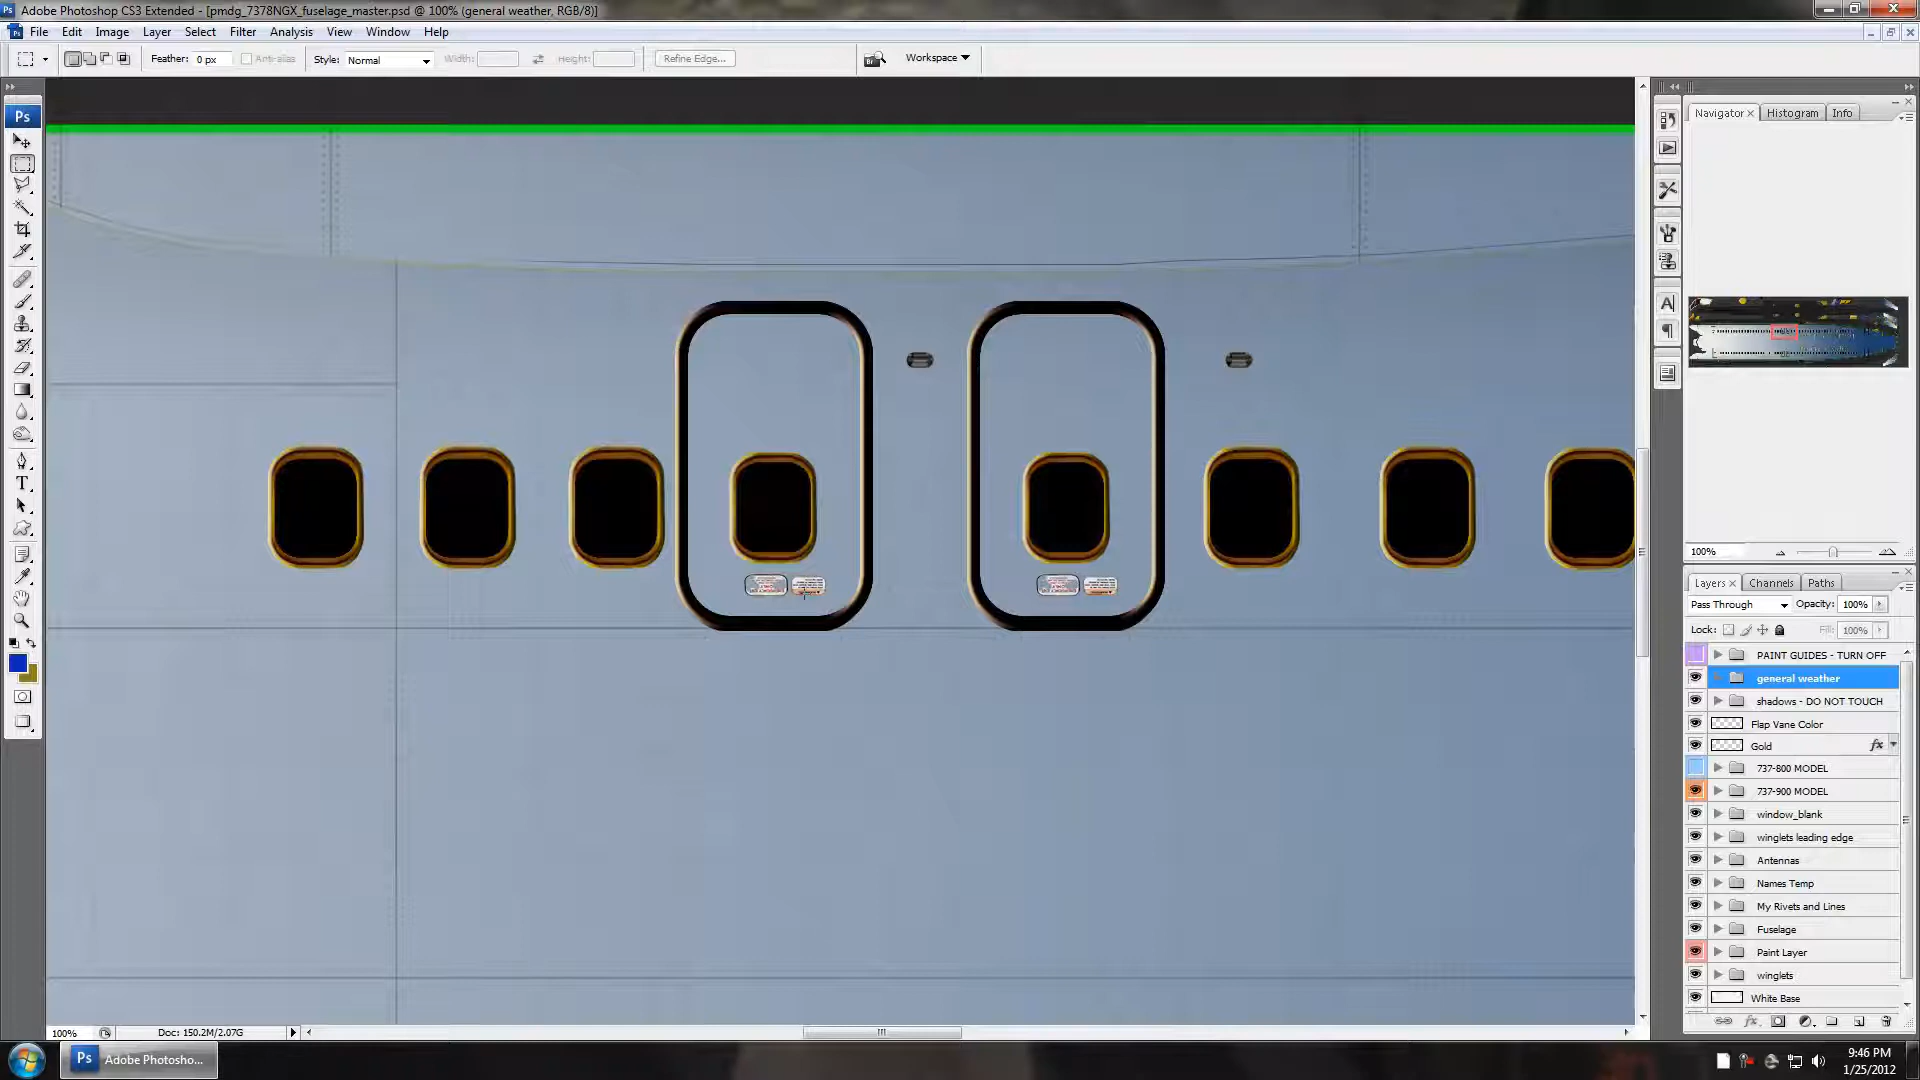 Adobe Photoshop CS3 Extended - [pmdg_7378NGX_fuselage_master.psd @ 100% (general weather, RGB/8)]
File Edit Image Layer Select Filter Analysis View Window Help
Feather: 0 px Anti-alias Style: Normal Width: Height: Refine Edge... Br Workspace
Ps
Navigator Histogram Info
100%
Layers Channels Paths
Pass Through Opacity: 100%
Lock: Fill: 100%
PAINT GUIDES - TURN OFF
general weather
shadows - DO NOT TOUCH
Flap Vane Color
Gold fx
737-800 MODEL
737-900 MODEL
window_blank
winglets leading edge
Antennas
Names Temp
My Rivets and Lines
Fuselage
Paint Layer
winglets
White Base
100% Doc: 150.2M/2.07G
Ps Adobe Photosho...
9:46 PM
1/25/2012